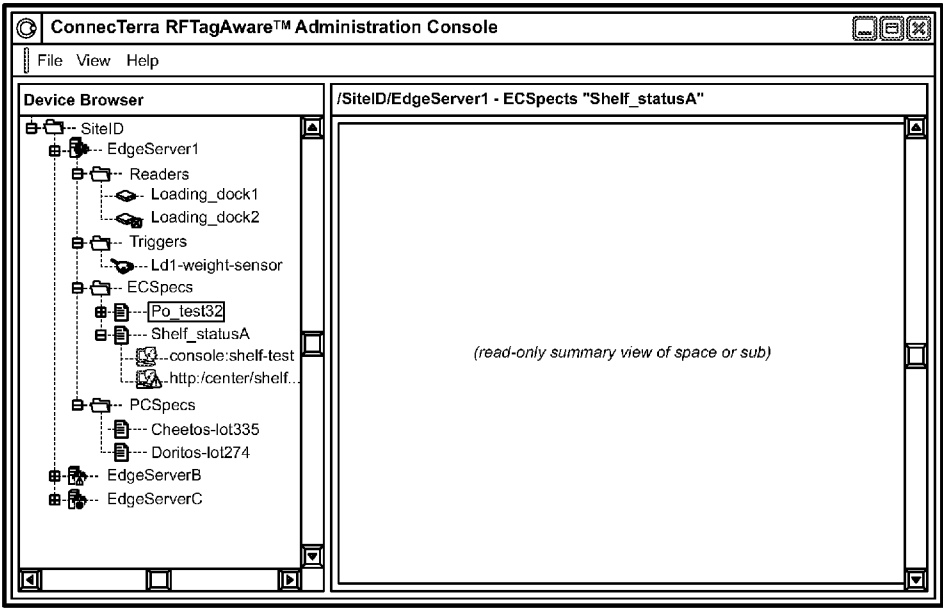 ConnecTerra RFTagAware™ Administration Console
File View Help
Device Browser
/SiteID/EdgeServer1 - ECSpects "Shelf_statusA"
SiteID
EdgeServer1
Readers
Loading_dock1
Loading_dock2
Triggers
Ld1-weight-sensor
ECSpecs
Po_test32
Shelf_statusA
console:shelf-test
http:/center/shelf...
PCSpecs
Cheetos-lot335
Doritos-lot274
EdgeServerB
EdgeServerC
(read-only summary view of space or sub)